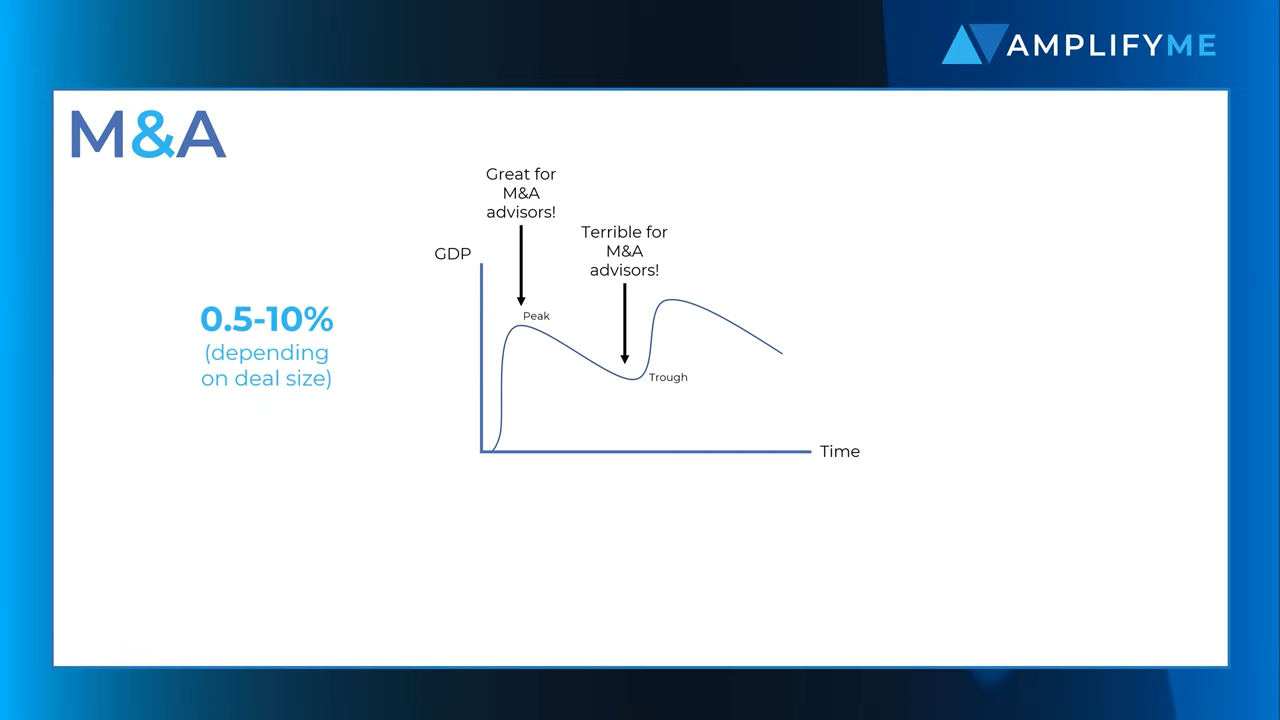 AMPLIFYME
M&A
Great for
M&A
advisors!
Terrible for
M&A
advisors!
GDP
Peak
0.5-10%
(depending
on deal size)
Trough
Time